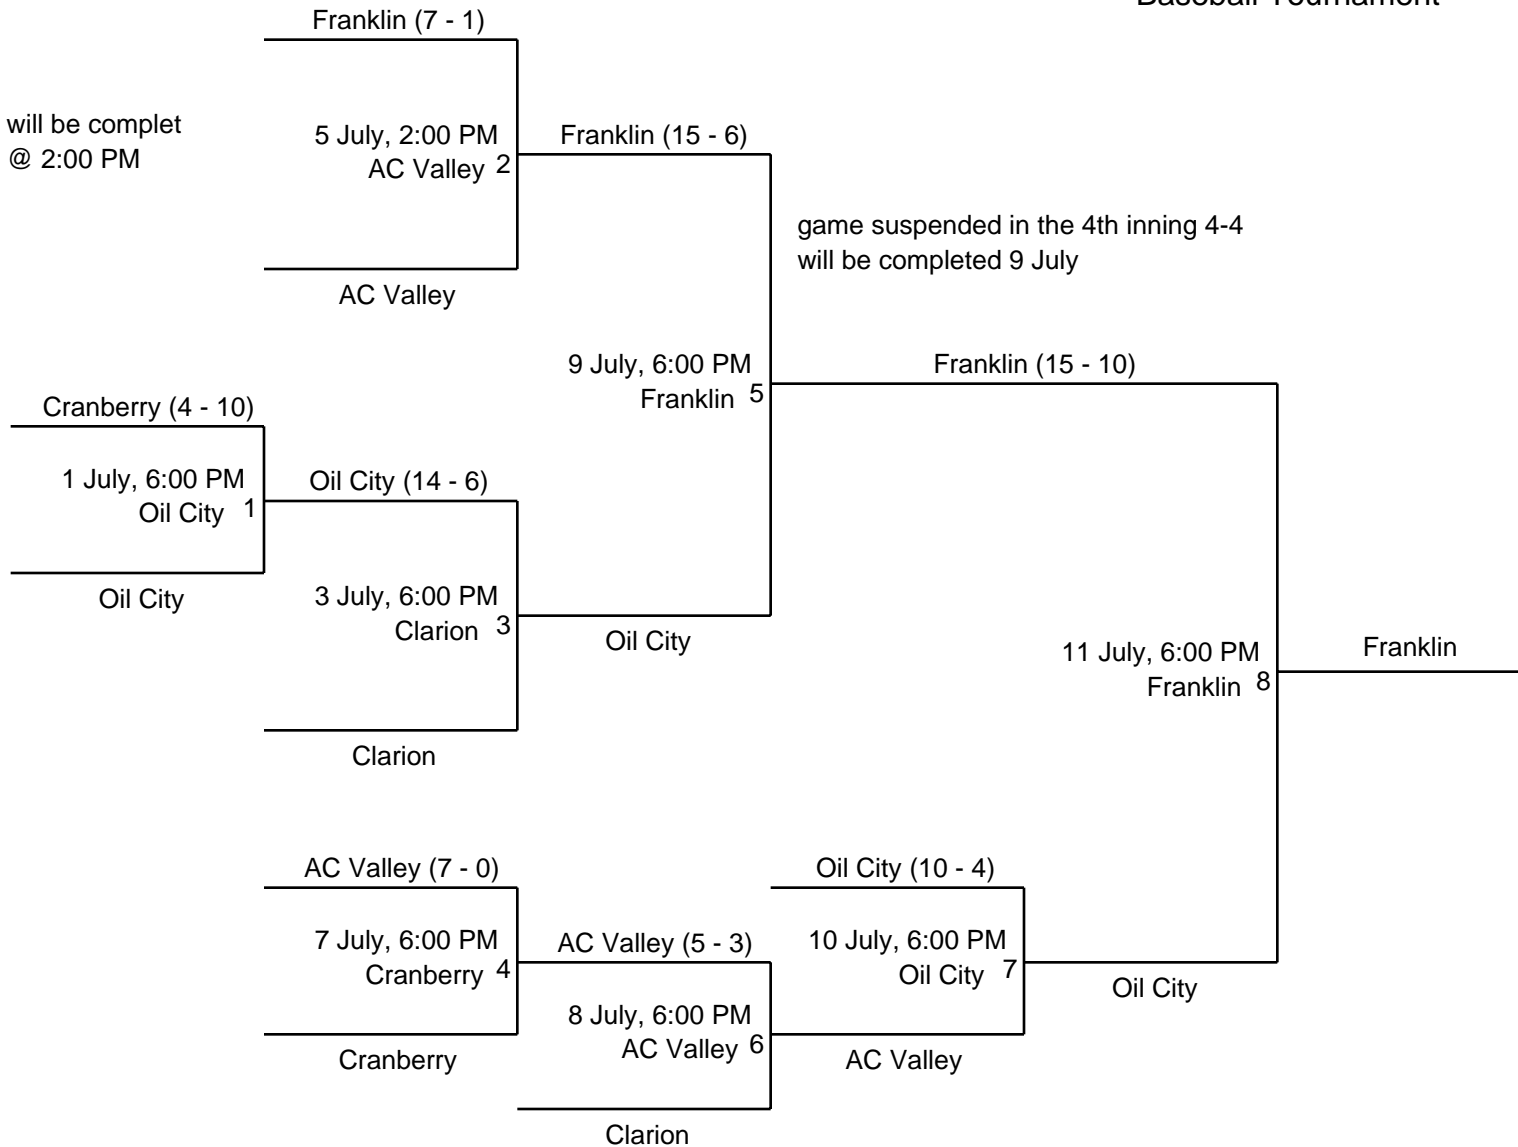 Baseball Tournament
Franklin (7 - 1)
will be complet
@ 2:00 PM
5 July, 2:00 PM
AC Valley 2
Franklin (15 - 6)
game suspended in the 4th inning 4-4
will be completed 9 July
AC Valley
9 July, 6:00 PM
Franklin 5
Franklin (15 - 10)
Cranberry (4 - 10)
1 July, 6:00 PM
Oil City 1
Oil City (14 - 6)
Oil City
3 July, 6:00 PM
Clarion 3
Oil City
11 July, 6:00 PM
Franklin 8
Franklin
Clarion
AC Valley (7 - 0)
Oil City (10 - 4)
7 July, 6:00 PM
Cranberry 4
AC Valley (5 - 3)
10 July, 6:00 PM
Oil City 7
Oil City
8 July, 6:00 PM
AC Valley 6
Cranberry
AC Valley
Clarion